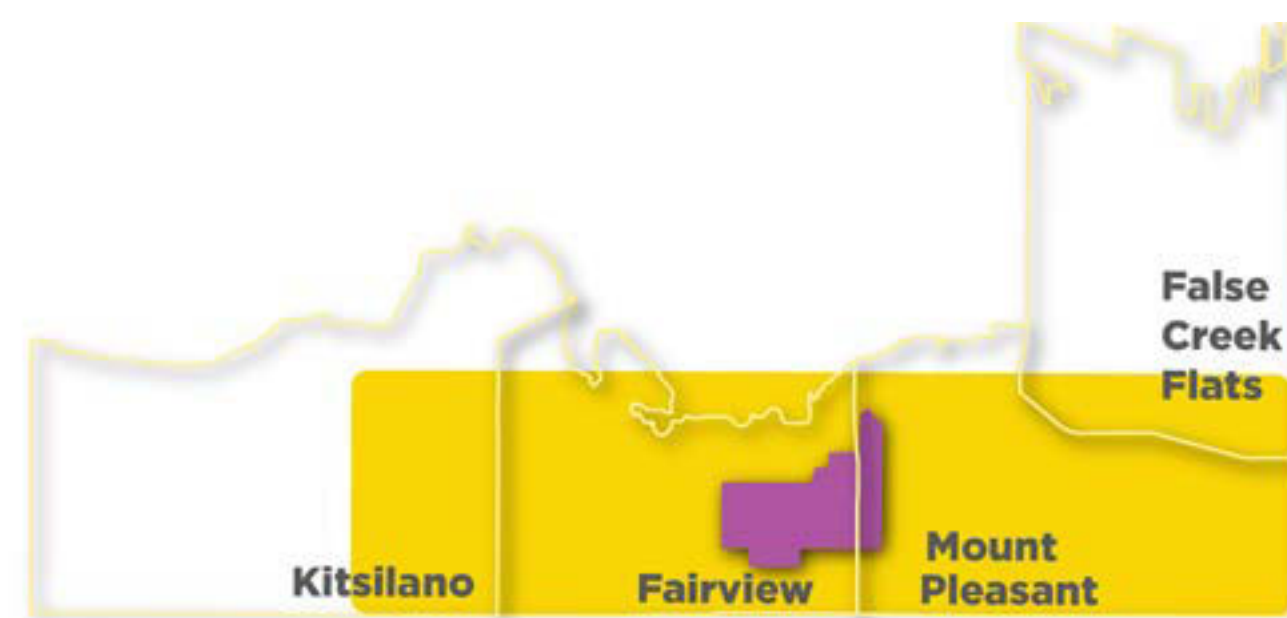 False
Creek
Flats
Kitsilano
Fairview
Mount
Pleasant